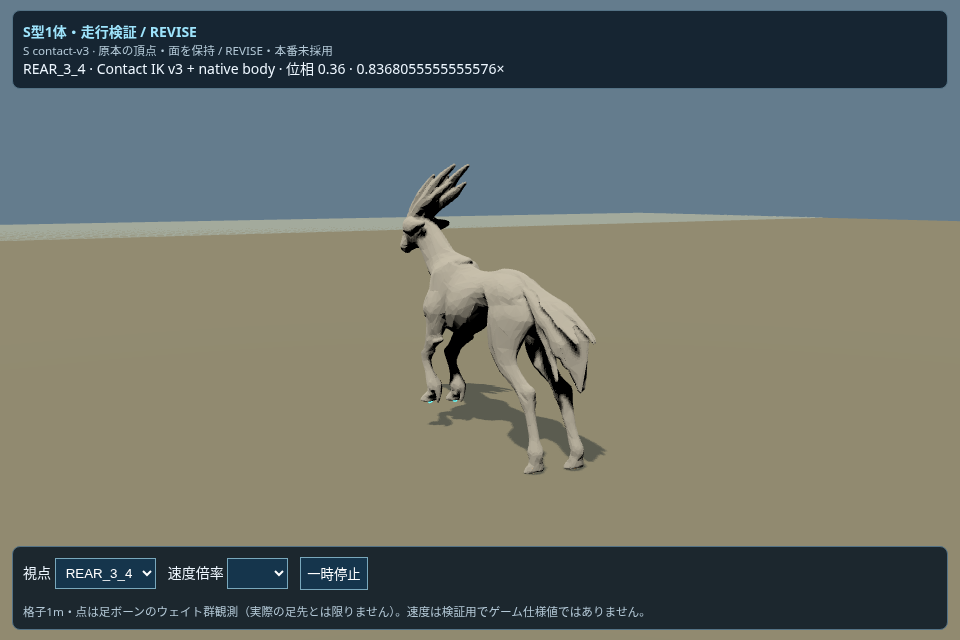 S型1体・走行検証 / REVISE
S contact-v3 · 原本の頂点・面を保持 / REVISE・本番未採用
REAR_3_4 · Contact IK v3 + native body · 位相 0.36 · 0.8368055555555576×
視点 REAR_3_4 速度倍率 一時停止
格子1m・点は足ボーンのウェイト群観測（実際の足先とは限りません）。速度は検証用でゲーム仕様値ではありません。